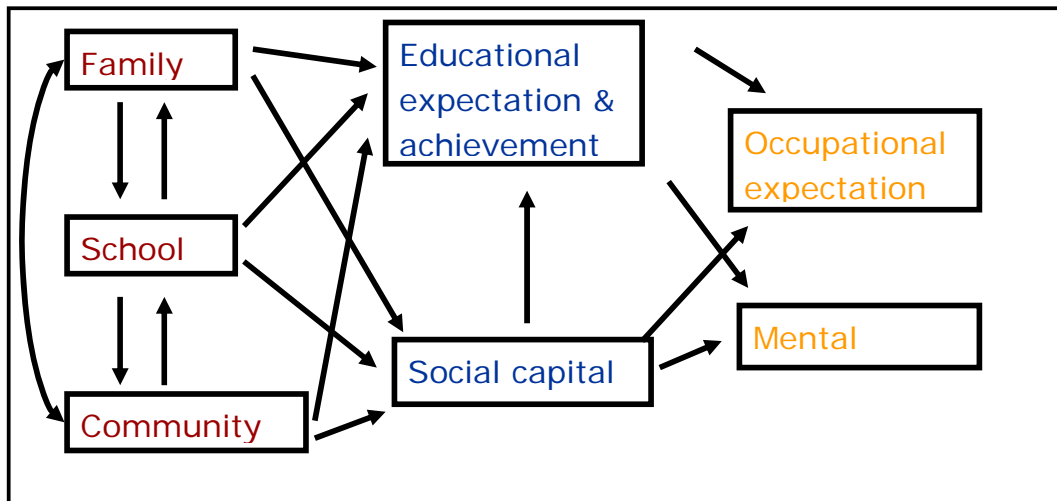 Family
School
Community
Educational
expectation &
achievement
Social capital
Occupational
expectation
Mental